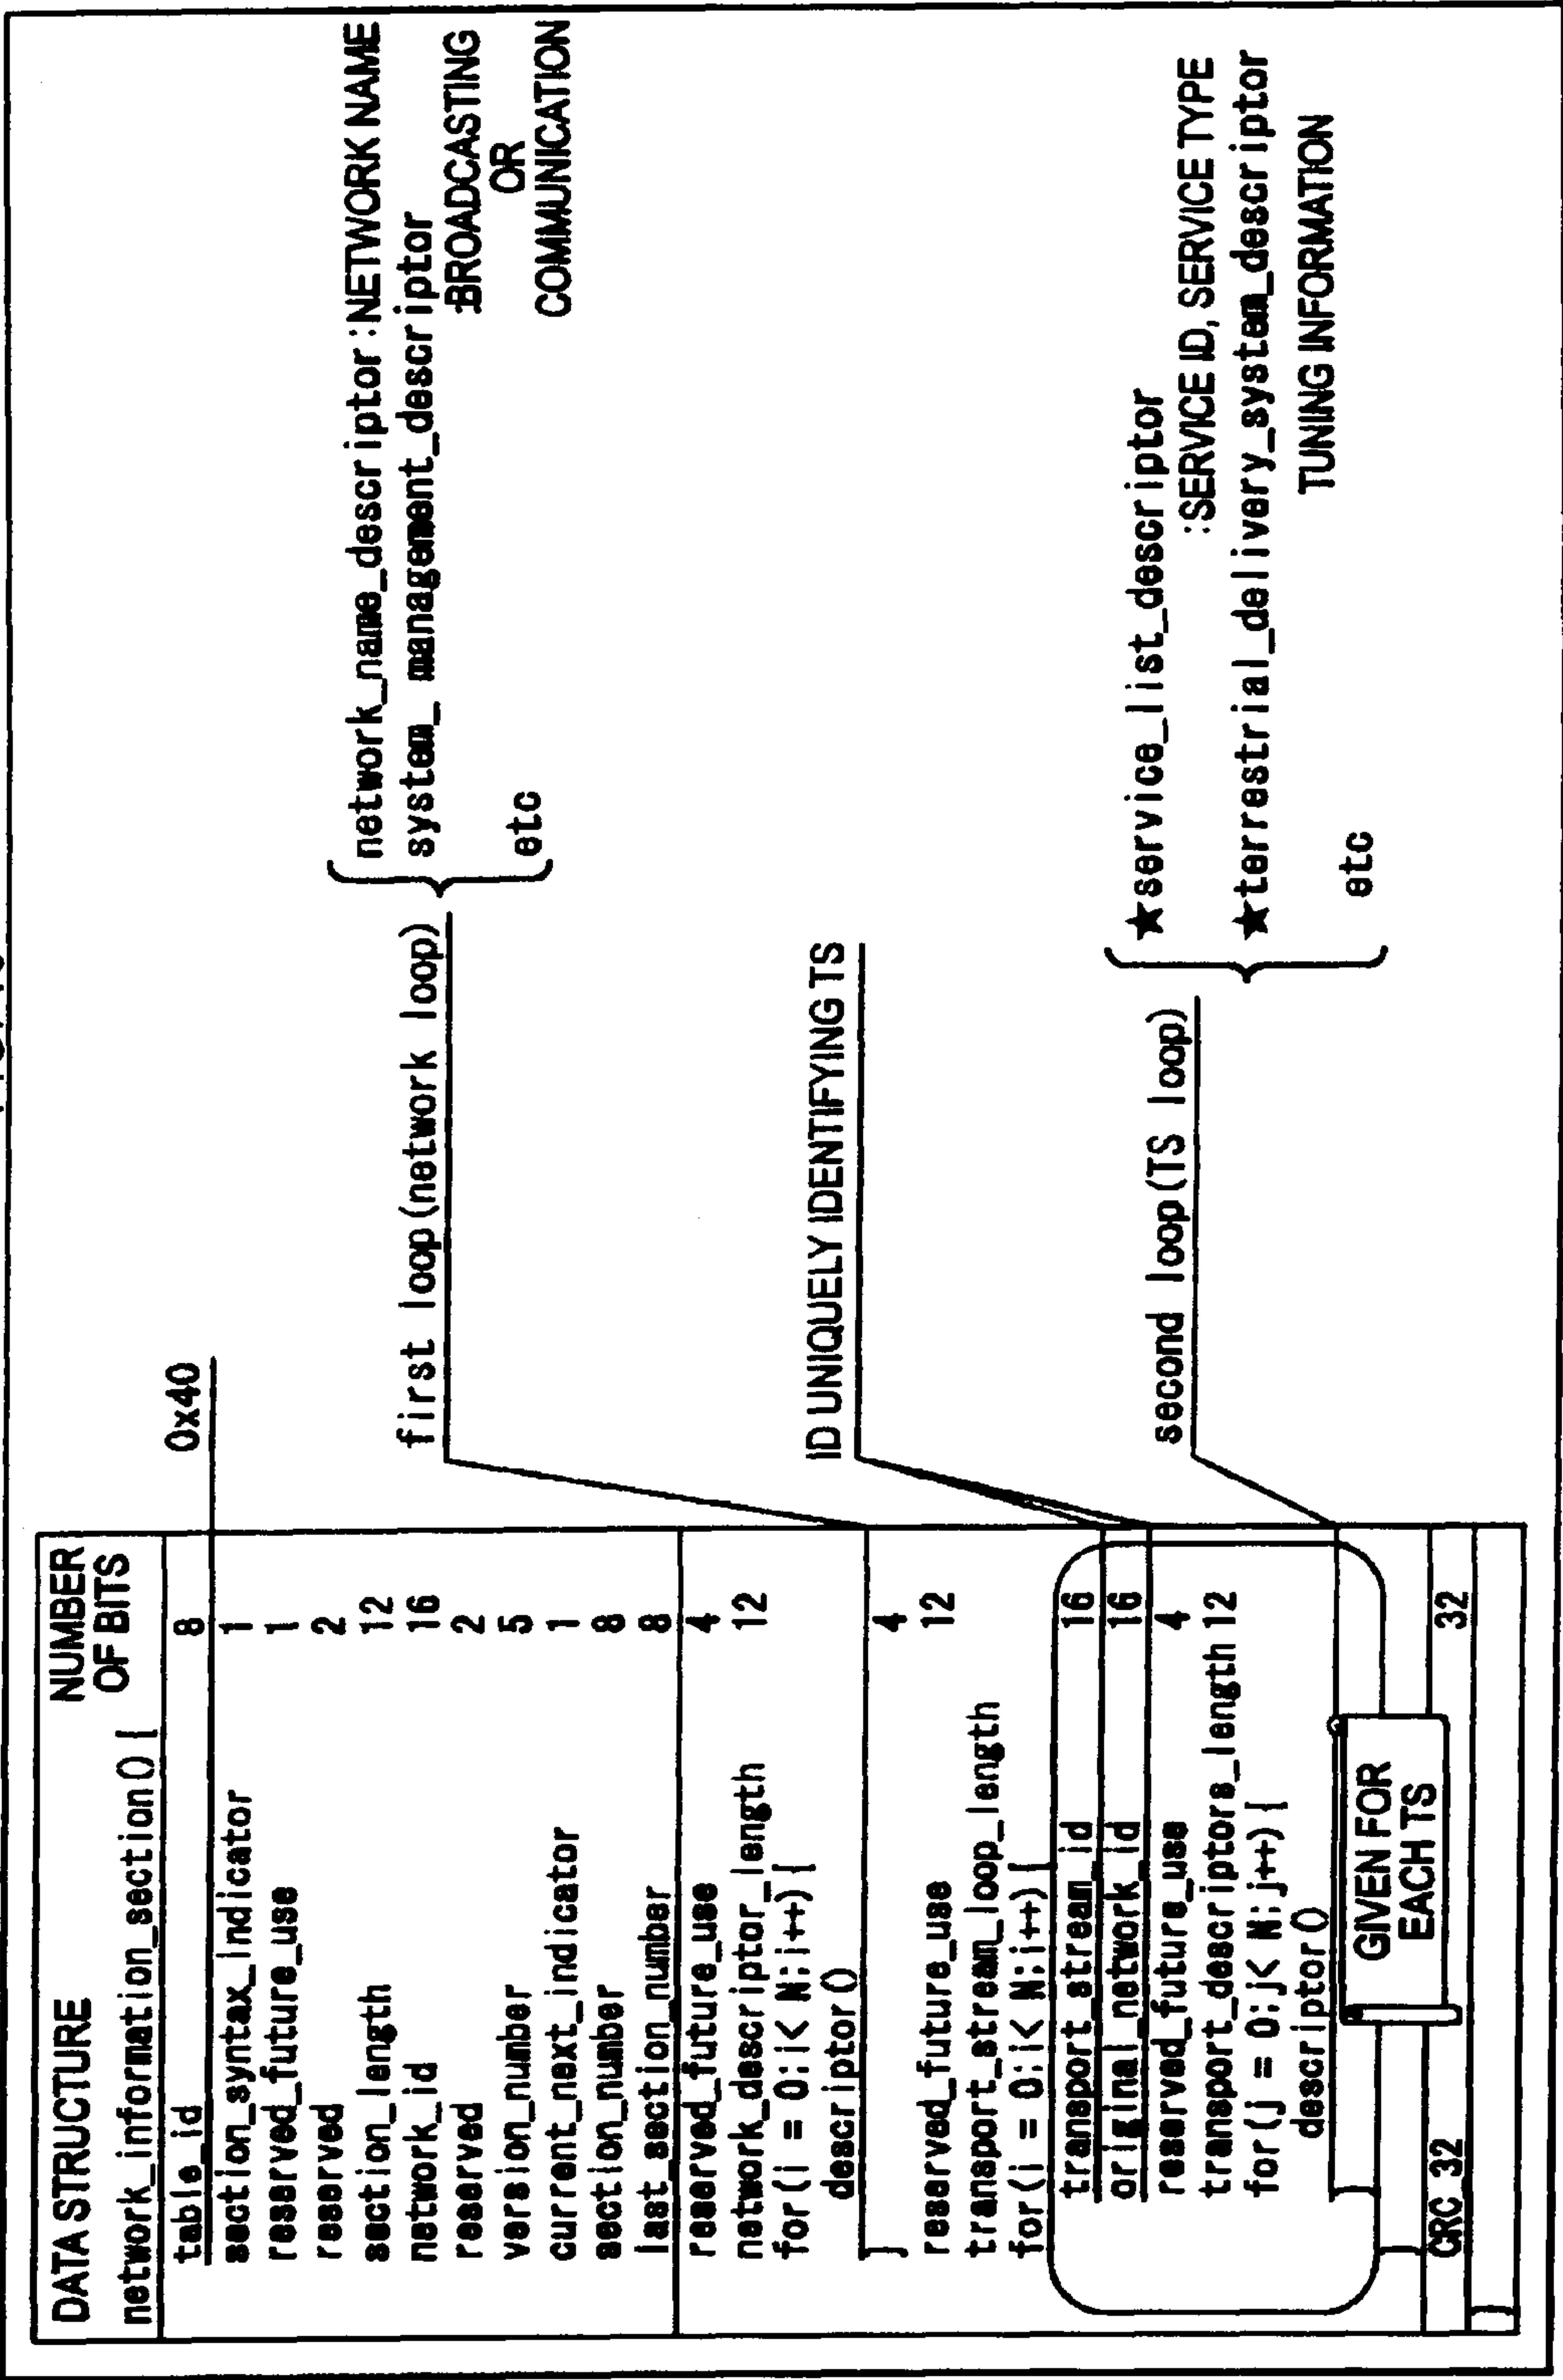 DATA STRUCTURE NUMBER OF BITS
network_information_section() {
table_id 8 0x40
section_syntax_indicator 1
reserved_future_use 1
reserved 2
section_length 12
network_id 16
reserved 2
version_number 5
current_next_indicator 1
section_number 8
last_section_number 8
reserved_future_use 4
network_descriptor_length 12
for(i = 0;i< N;i++){
descriptor()
}
reserved_future_use 4
transport_stream_loop_length 12
for(i = 0;i< N;i++){
transport_stream_id 16
original_network_id 16
reserved_future_use 4
transport_descriptors_length 12
for(j = 0;j< N;j++){
descriptor()
}
GIVEN FOR
EACH TS
}
CRC_32 32
}
first loop(network loop)
network_name_descriptor:NETWORK NAME
system_ management_descriptor
:BROADCASTING
OR
COMMUNICATION
etc
ID UNIQUELY IDENTIFYING TS
second loop(TS loop)
★service_list_descriptor
:SERVICE ID, SERVICE TYPE
★terrestrial_delivery_system_descriptor
TUNING INFORMATION
etc